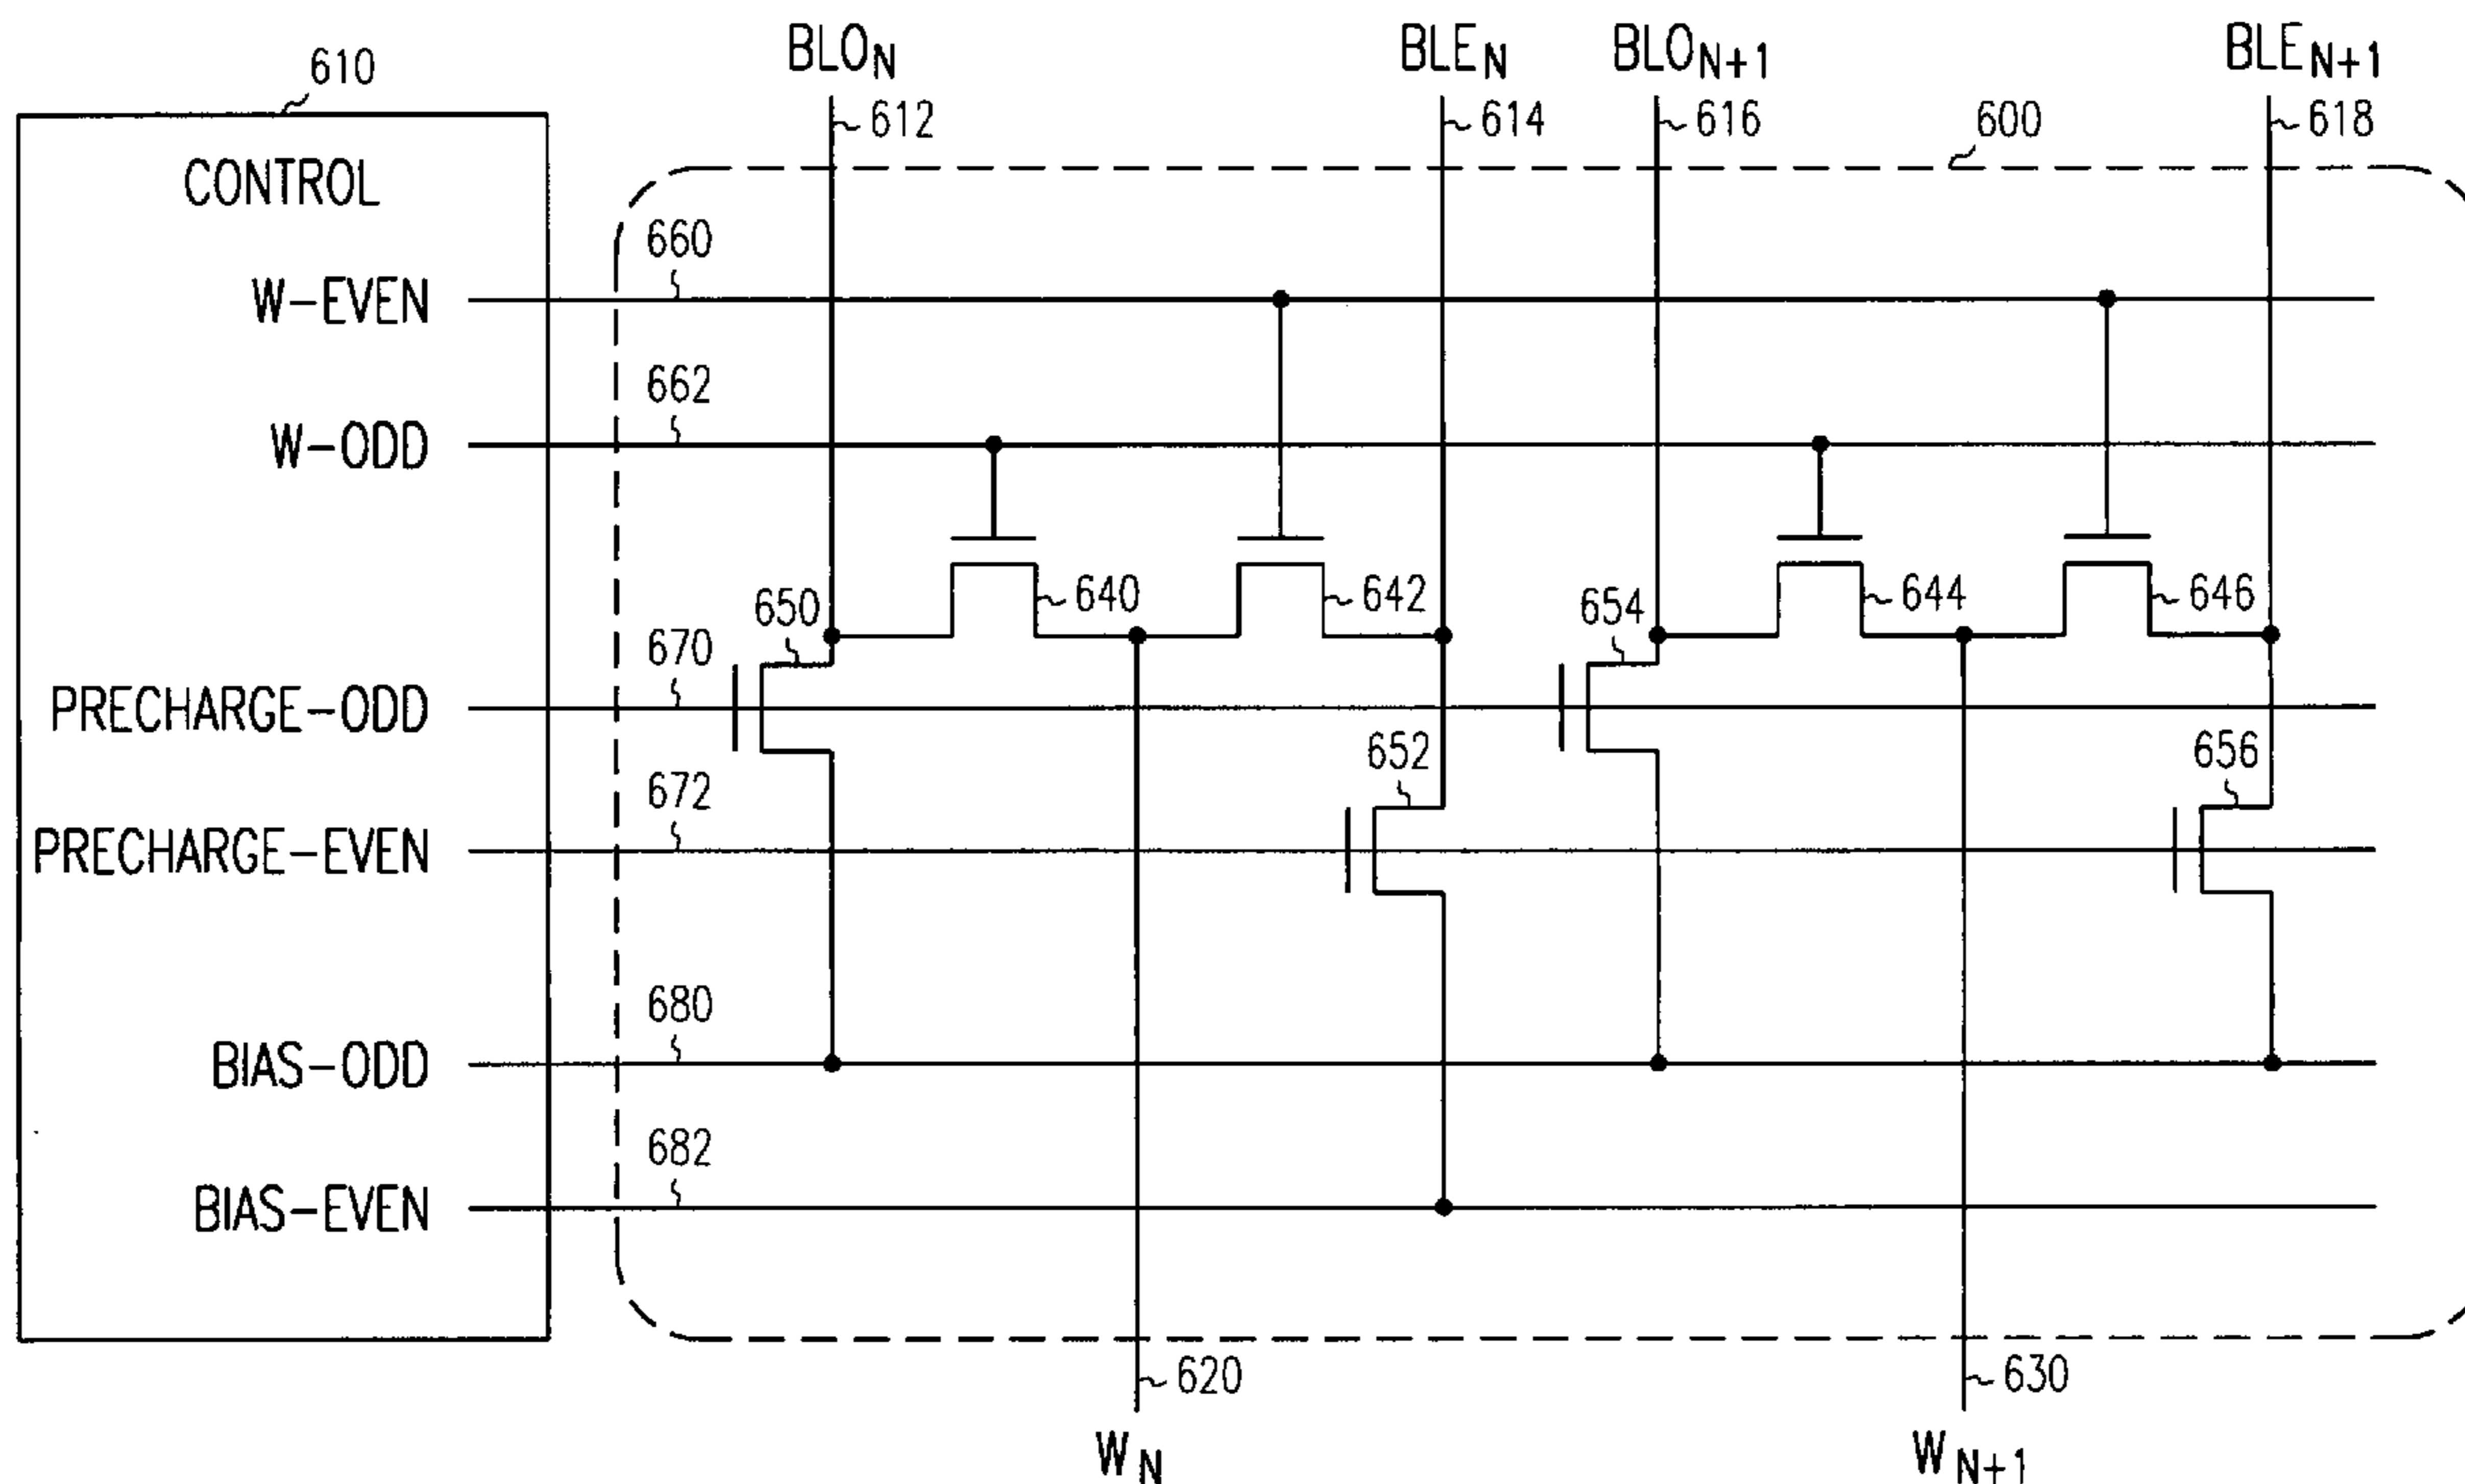 610
BLON
BLEN
BLON+1
BLEN+1
612
614
616
600
618
CONTROL
660
W-EVEN
662
W-ODD
650
640
642
654
644
646
670
PRECHARGE-ODD
652
656
672
PRECHARGE-EVEN
680
BIAS-ODD
682
BIAS-EVEN
620
630
WN
WN+1